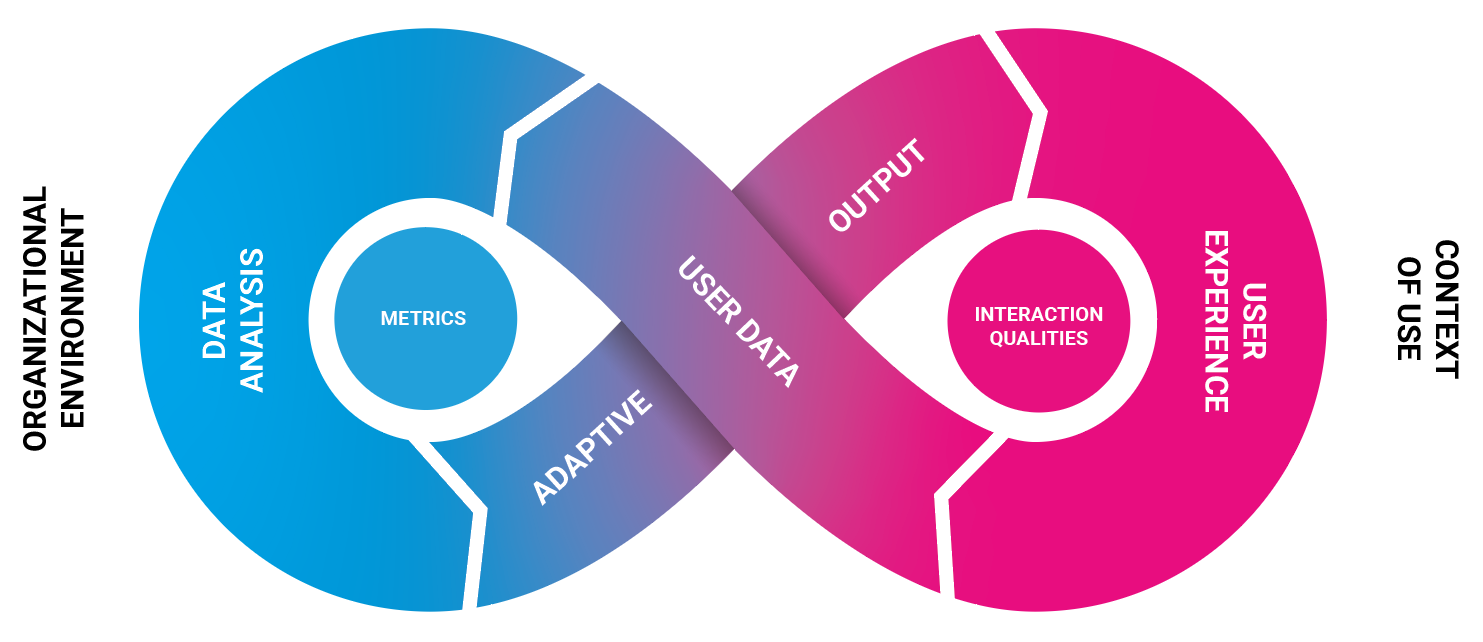 ORGANIZATIONAL
ENVIRONMENT
DATA
ANALYSIS
METRICS
ADAPTIVE
OUTPUT
USER DATA
INTERACTION
QUALITIES
USER
EXPERIENCE
CONTEXT
OF USE